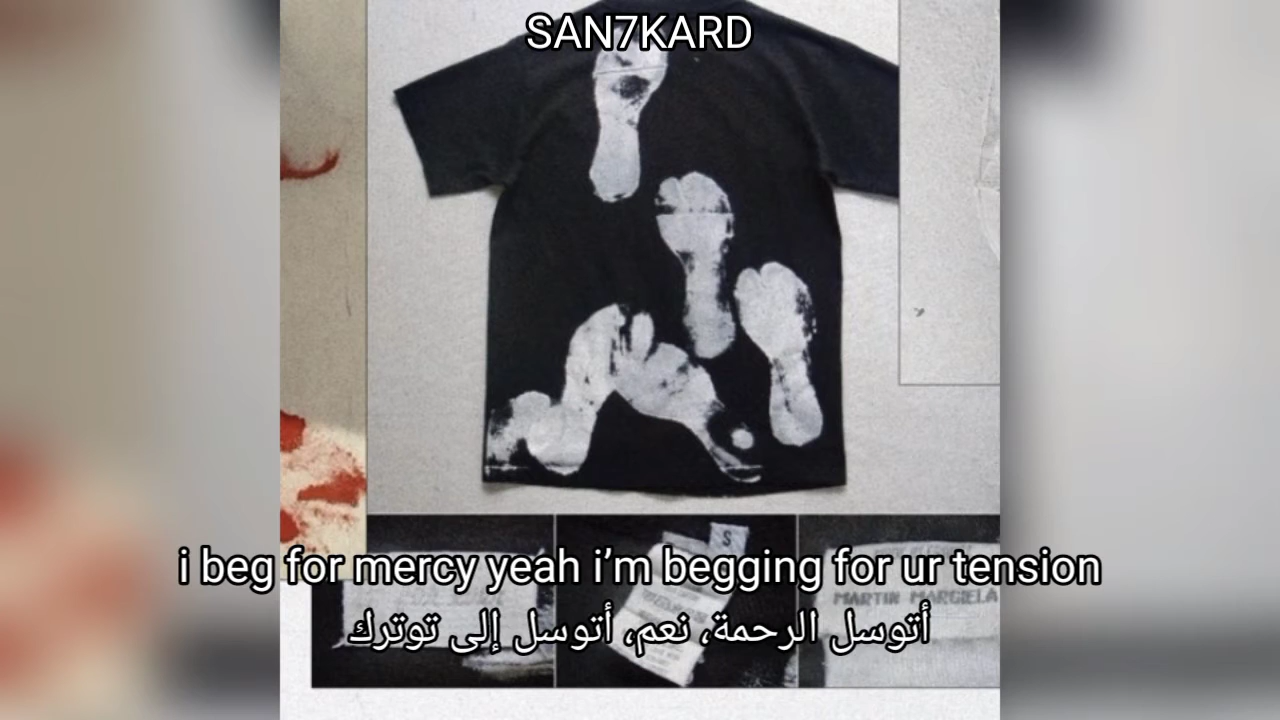 SAN7KARD
S
i beg for mercy yeah i’m begging for ur tension
MARTIN MARGIELA
أتوسل الرحمة، نعم، أتوسل إلى توترك